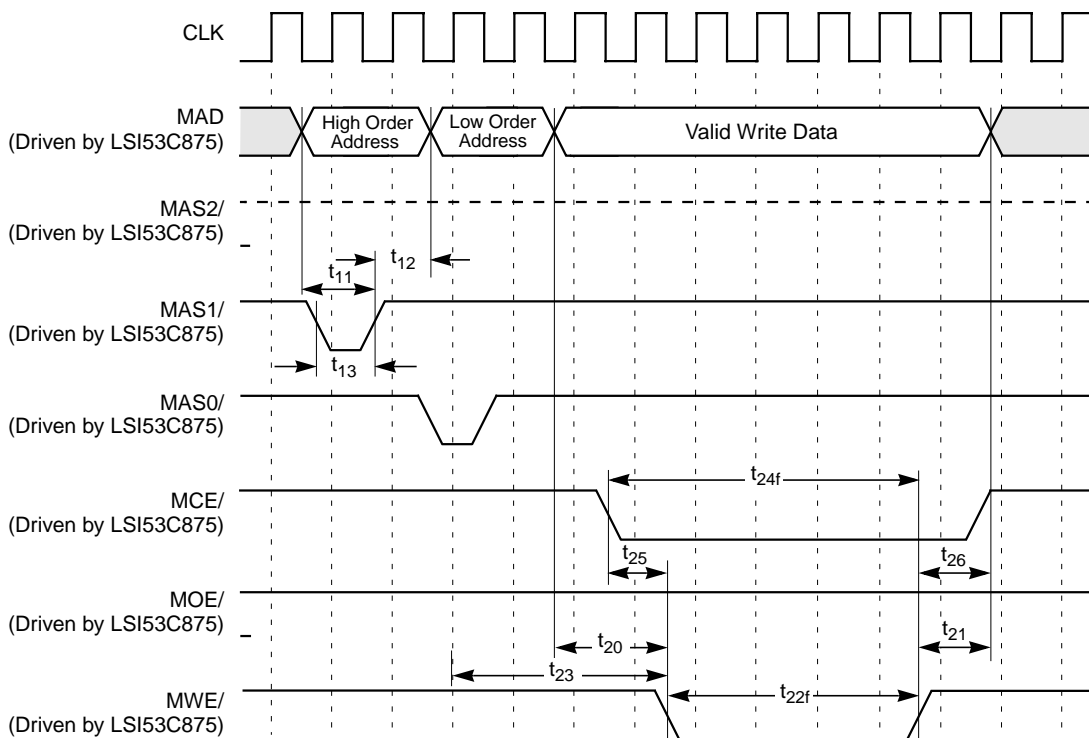 CLK
MAD
(Driven by LSI53C875)
High Order
Address
Low Order
Address
Valid Write Data
MAS2/
(Driven by LSI53C875)
t12
t11
MAS1/
(Driven by LSI53C875)
t13
MAS0/
(Driven by LSI53C875)
t24f
MCE/
(Driven by LSI53C875)
t25
t26
MOE/
(Driven by LSI53C875)
t20
t21
t23
t22f
MWE/
(Driven by LSI53C875)